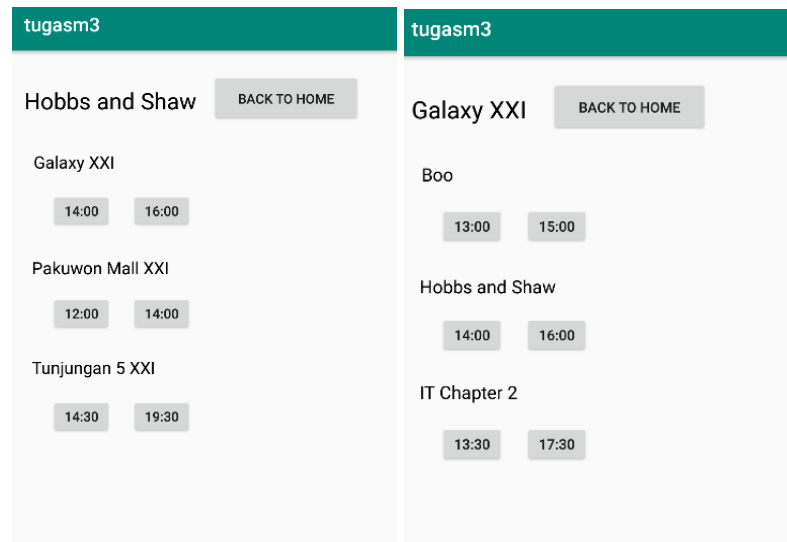 tugasm3
Hobbs and Shaw BACK TO HOME
Galaxy XXI
14:00 16:00
Pakuwon Mall XXI
12:00 14:00
Tunjungan 5 XXI
14:30 19:30
tugasm3
Galaxy XXI BACK TO HOME
Boo
13:00 15:00
Hobbs and Shaw
14:00 16:00
IT Chapter 2
13:30 17:30